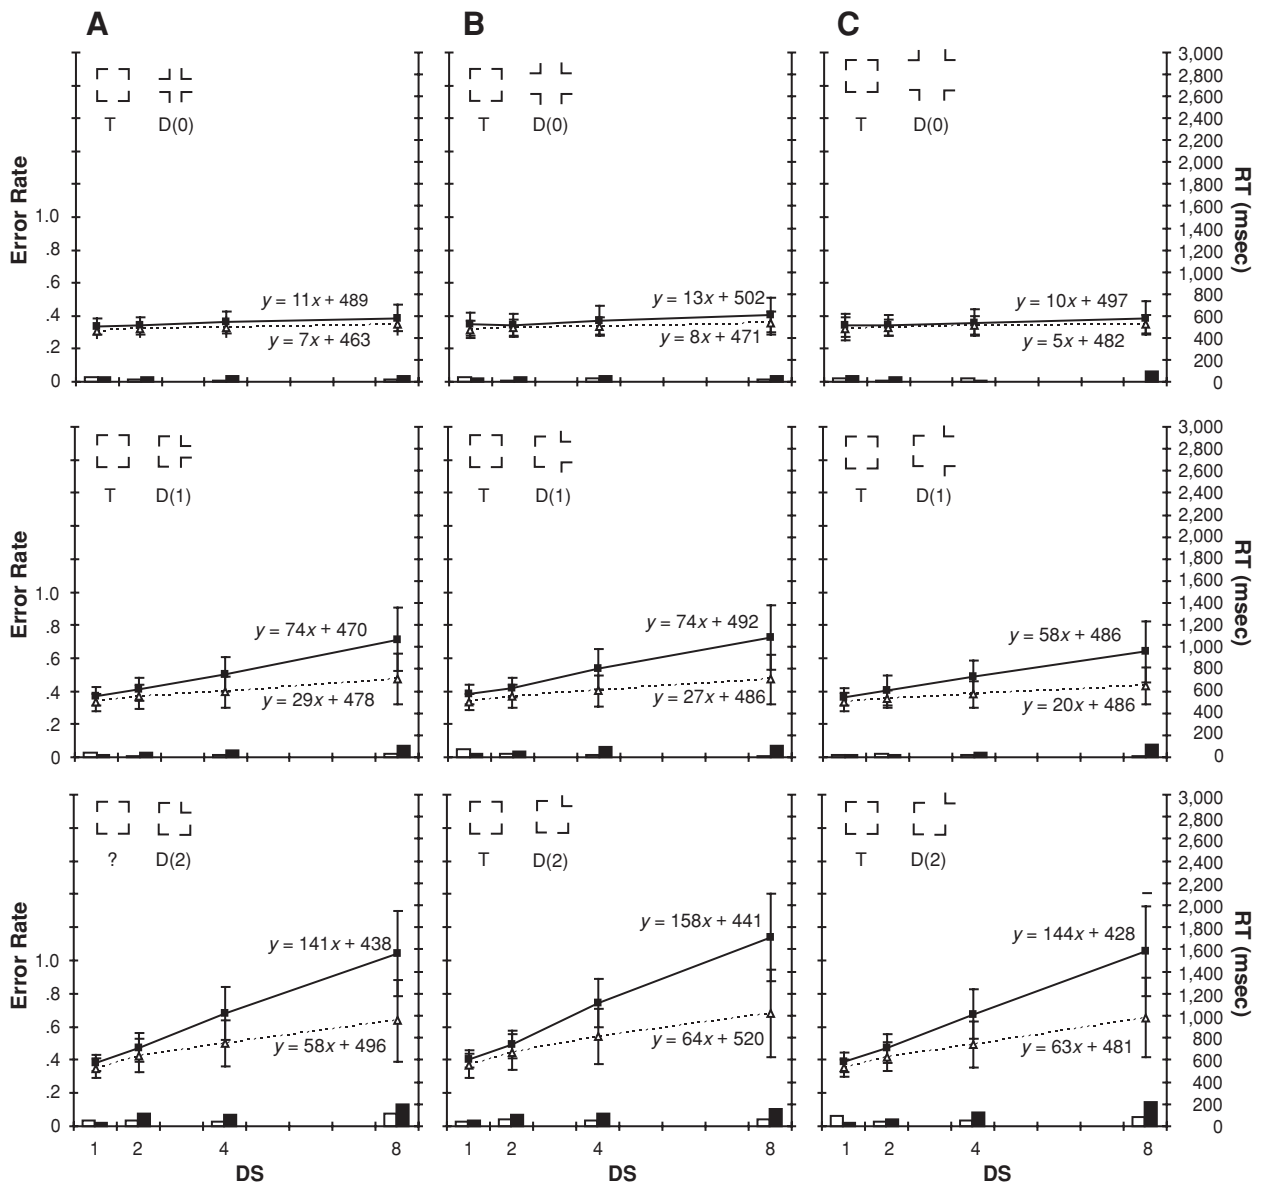 A B C
T D(0) T D(0) T D(0)
Error Rate
1.0
.8
.6
.4
.2
0
y = 11x + 489
y = 7x + 463
y = 13x + 502
y = 8x + 471
y = 10x + 497
y = 5x + 482
3,000
2,800
2,600
2,400
2,200
2,000
1,800
1,600
1,400
1,200
1,000
800
600
400
200
0
RT (msec)
T D(1) T D(1) T D(1)
Error Rate
1.0
.8
.6
.4
.2
0
y = 74x + 470
y = 29x + 478
y = 74x + 492
y = 27x + 486
y = 58x + 486
y = 20x + 486
3,000
2,800
2,600
2,400
2,200
2,000
1,800
1,600
1,400
1,200
1,000
800
600
400
200
0
RT (msec)
? D(2) T D(2) T D(2)
Error Rate
1.0
.8
.6
.4
.2
0
y = 141x + 438
y = 58x + 496
y = 158x + 441
y = 64x + 520
y = 144x + 428
y = 63x + 481
3,000
2,800
2,600
2,400
2,200
2,000
1,800
1,600
1,400
1,200
1,000
800
600
400
200
0
RT (msec)
1 2 4 8 1 2 4 8 1 2 4 8
DS DS DS